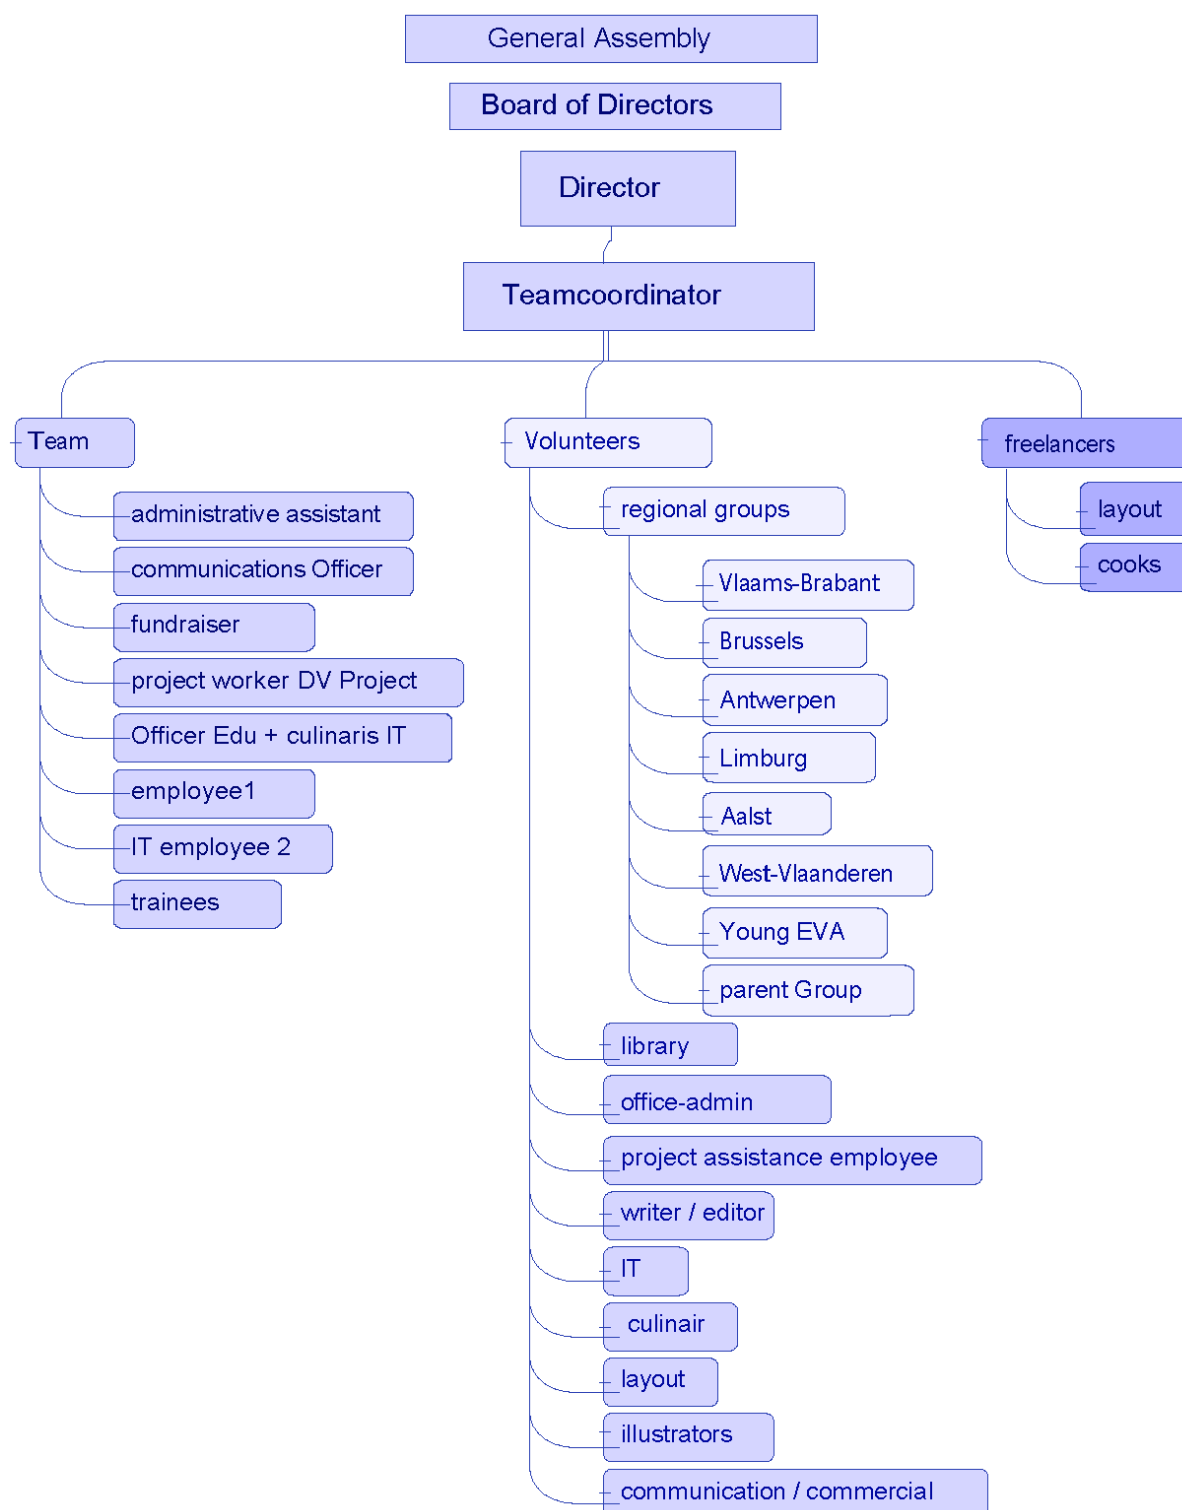 General Assembly
Board of Directors
Director
Teamcoordinator
Team
administrative assistant
communications Officer
fundraiser
project worker DV Project
Officer Edu + culinaris IT
employee1
IT employee 2
trainees
Volunteers
regional groups
Vlaams-Brabant
Brussels
Antwerpen
Limburg
Aalst
West-Vlaanderen
Young EVA
parent Group
library
office-admin
project assistance employee
writer / editor
IT
culinair
layout
illustrators
communication / commercial
freelancers
layout
cooks